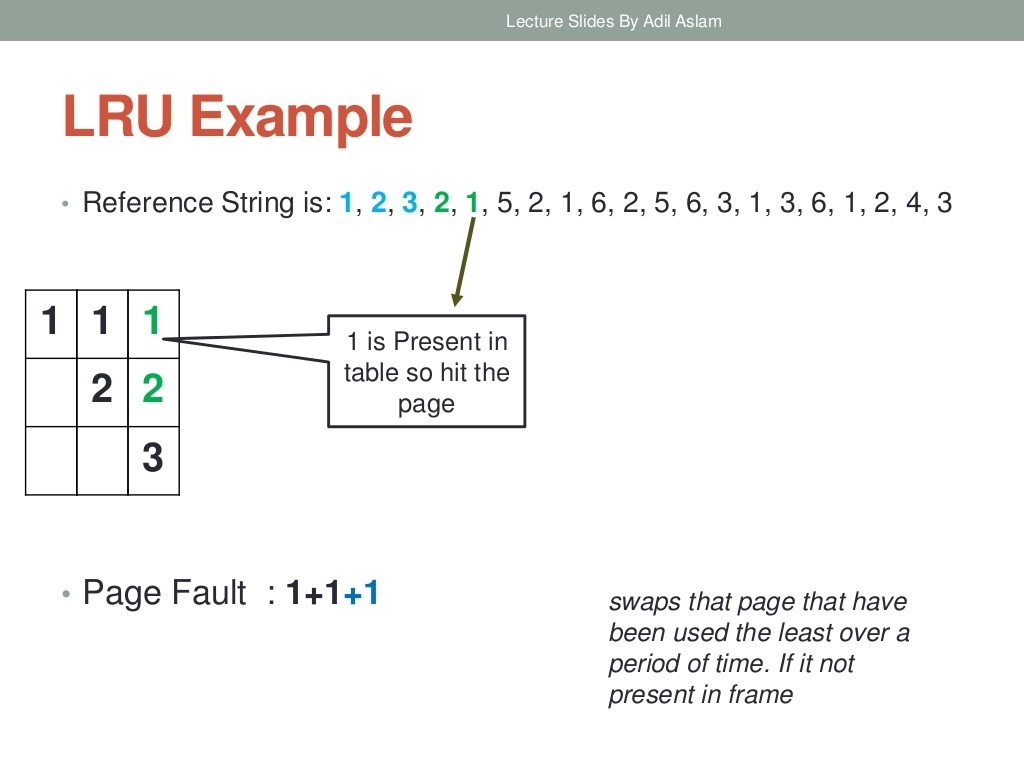 Lecture Slides By Adil Aslam
LRU Example
• Reference String is: 1, 2, 3, 2, 1, 5, 2, 1, 6, 2, 5, 6, 3, 1, 3, 6, 1, 2, 4, 3
1 1 1
2 2
3
1 is Present in
table so hit the
page
• Page Fault : 1+1+1
swaps that page that have
been used the least over a
period of time. If it not
present in frame